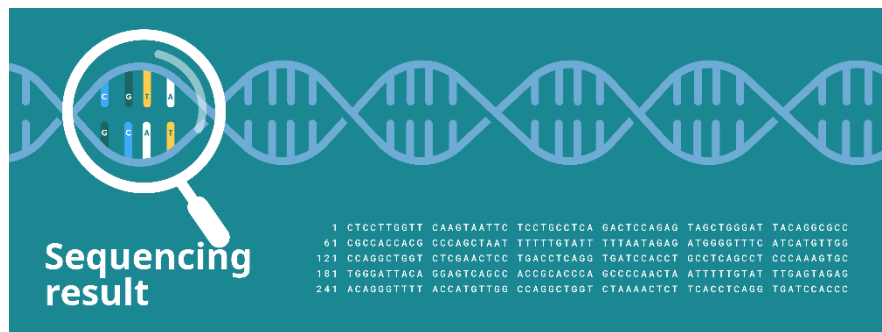 C G T A
G C A T
Sequencing
result
1 CTCCTTGGTT CAAGTAATTC TCCTGCCTCA GACTCCAGAG TAGCTGGGAT TACAGGCGCC
61 CGCCACCACG CCCAGCTAAT TTTTTGTATT TTTAATAGAG ATGGGGTTTC ATCATGTTGG
121 CCAGGCTGGT CTCGAACTCC TGACCTCAGG TGATCCACCT GCCTCAGCCT CCCAAAGTGC
181 TGGGATTACA GGAGTCAGCC ACCGCACCCA GCCCCAACTA ATTTTTGTAT TTGAGTAGAG
241 ACAGGGTTTT ACCATGTTGG CCAGGCTGGT CTAAAACTCT TCACCTCAGG TGATCCACCC